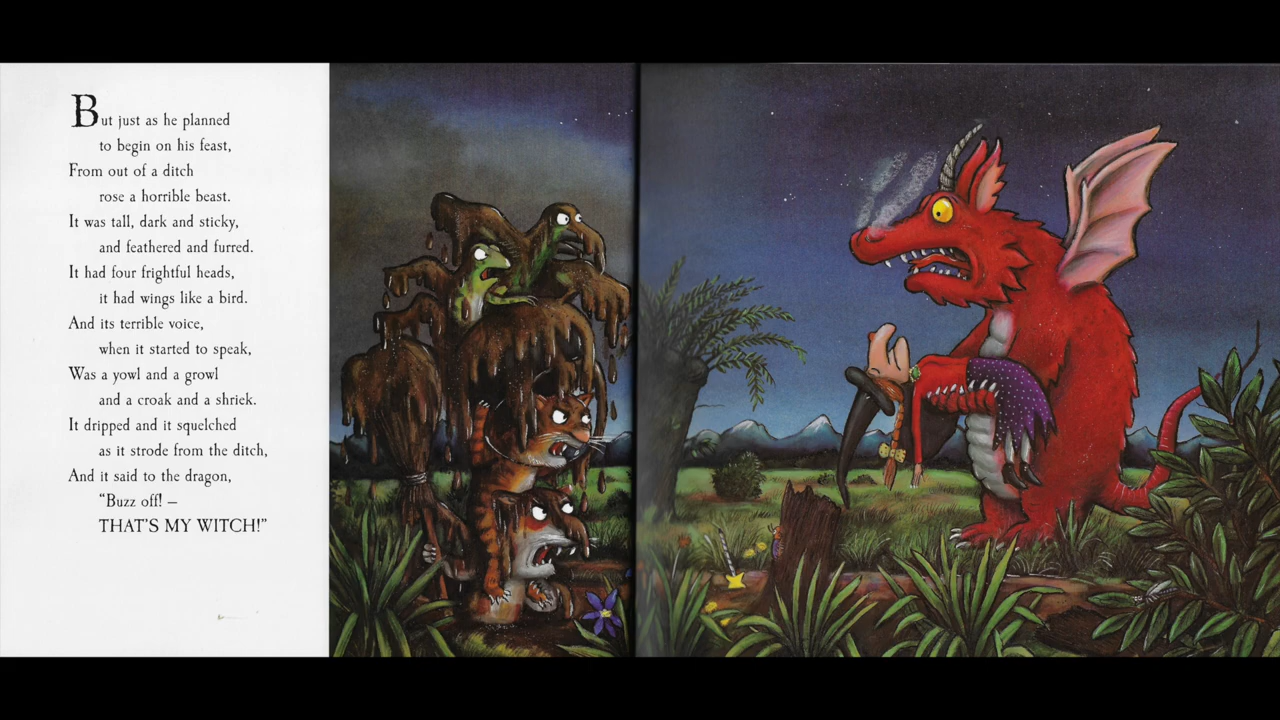 But just as he planned
to begin on his feast,
From out of a ditch
rose a horrible beast.
It was tall, dark and sticky,
and feathered and furred.
It had four frightful heads,
it had wings like a bird.
And its terrible voice,
when it started to speak,
Was a yowl and a growl
and a croak and a shriek.
It dripped and it squelched
as it strode from the ditch,
And it said to the dragon,
“Buzz off! –
THAT'S MY WITCH!”